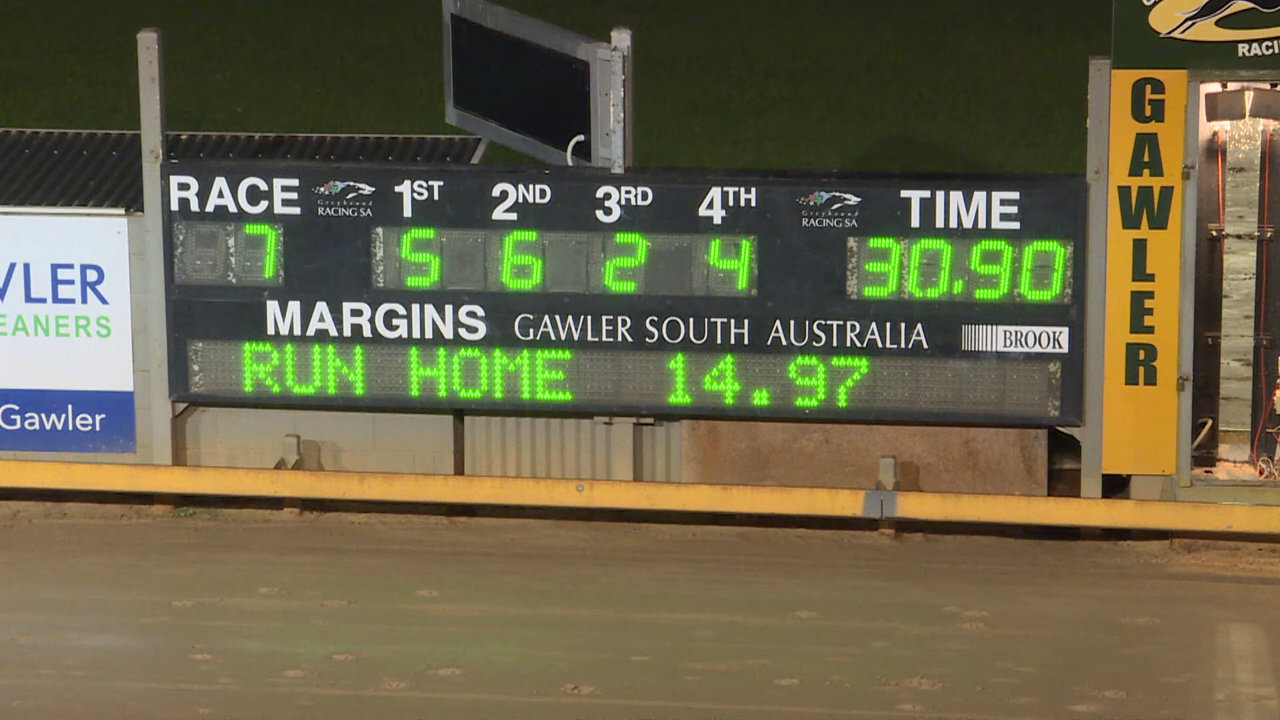 RACI
GAWLER
RACE 1ST 2ND 3RD 4TH TIME
Greyhound RACING SA
Greyhound RACING SA
7 5 6 2 4 30.90
MARGINS GAWLER SOUTH AUSTRALIA BROOK
RUN HOME 14.97
WLER
EANERS
Gawler